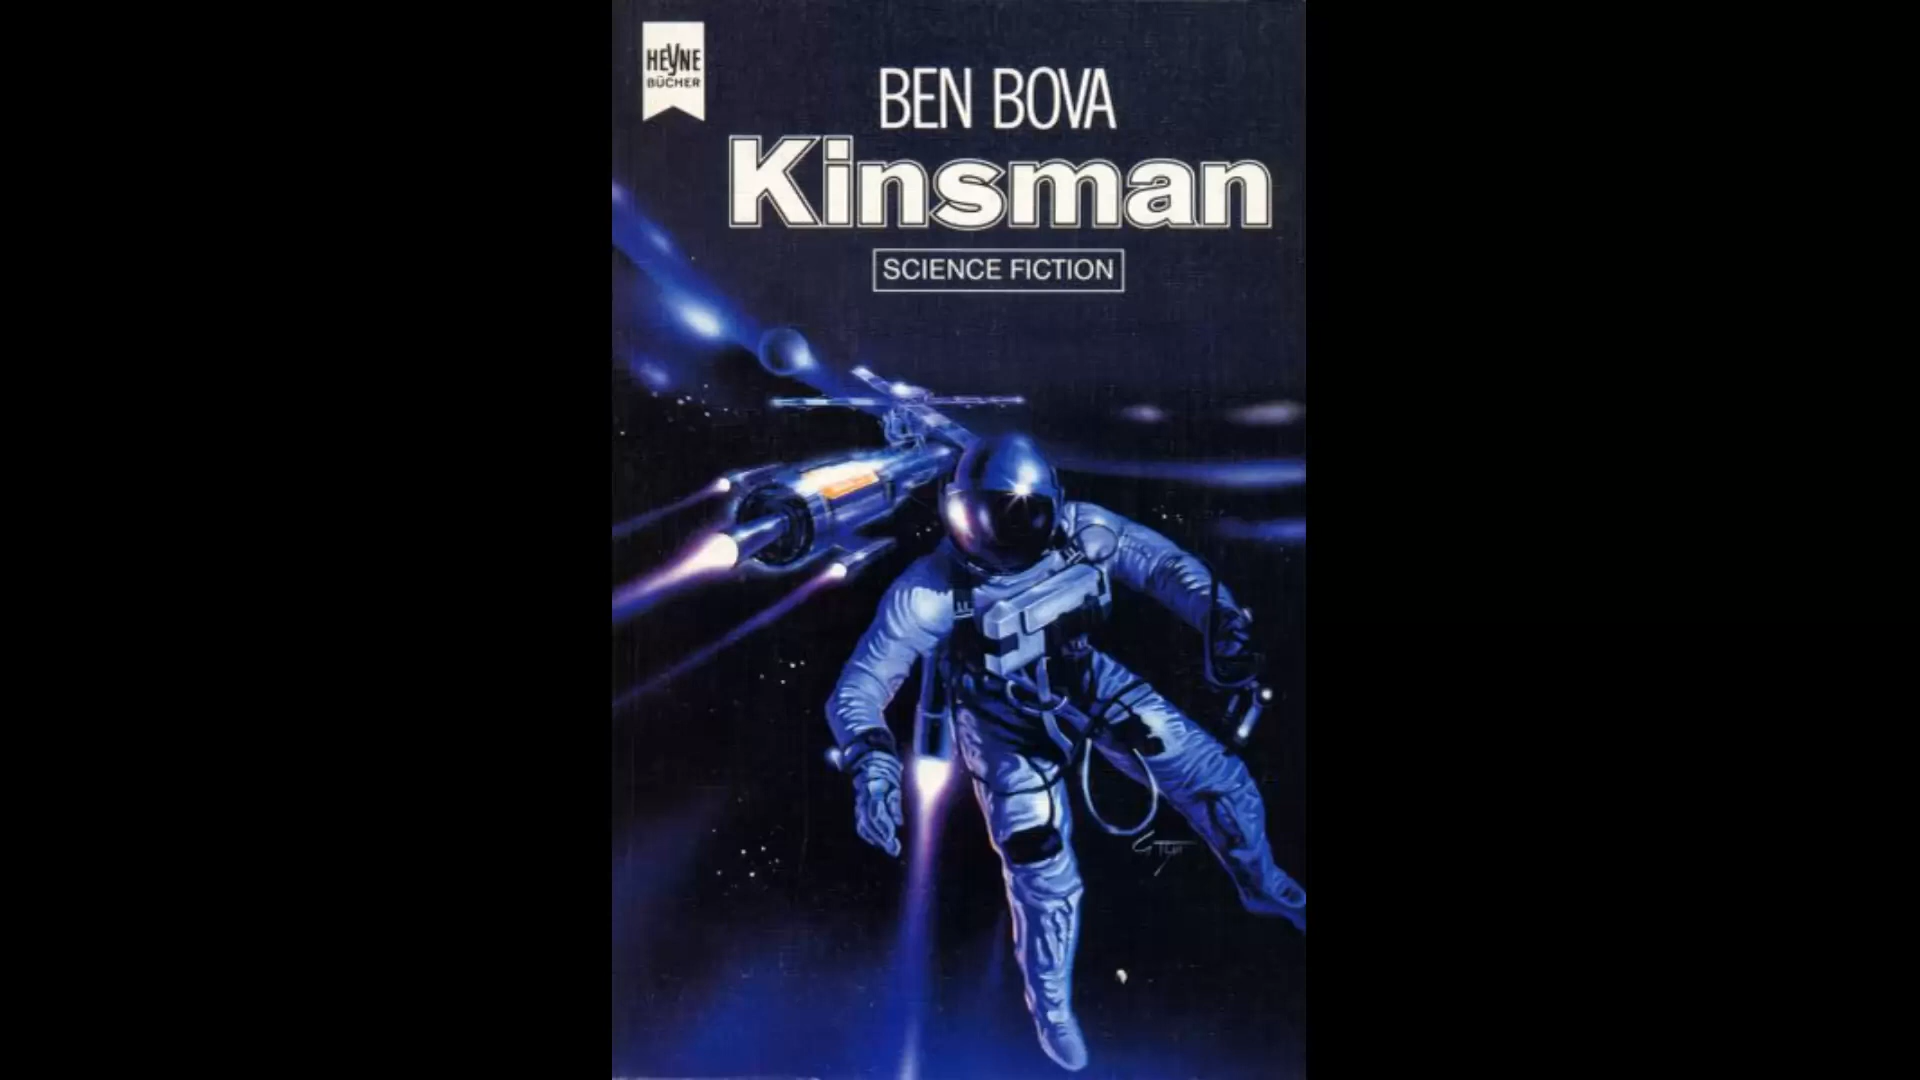 HEYNE
BÜCHER
BEN BOVA
Kinsman
SCIENCE FICTION